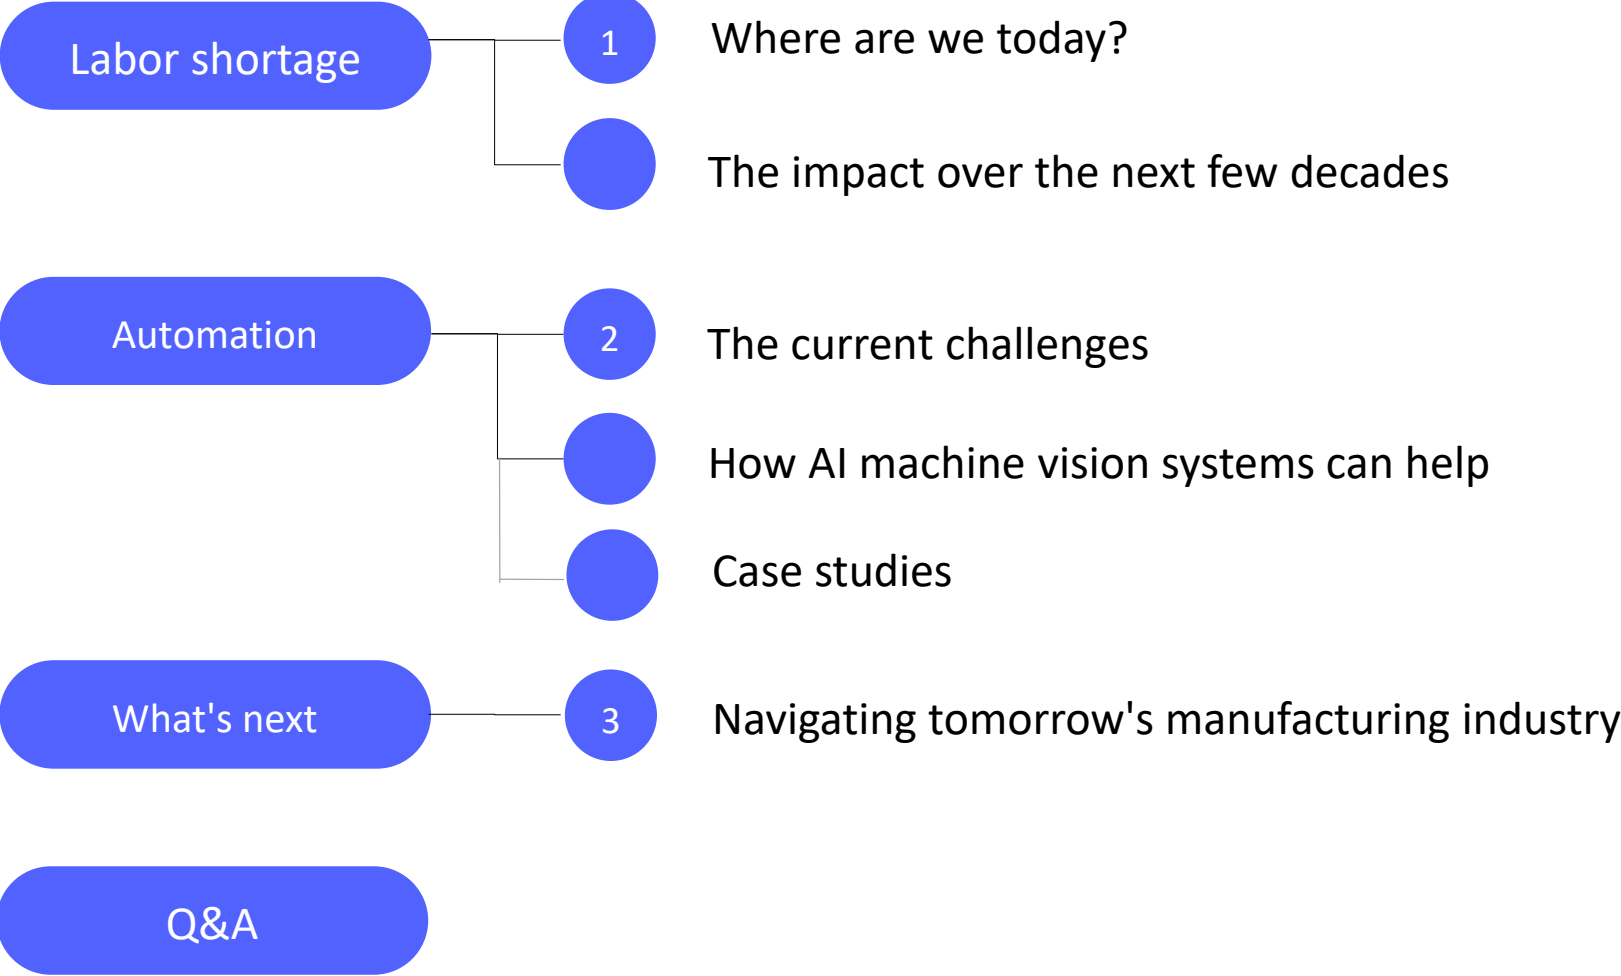 Labor shortage
1
Where are we today?
The impact over the next few decades
Automation
2
The current challenges
How AI machine vision systems can help
Case studies
What's next
3
Navigating tomorrow's manufacturing industry
Q&A